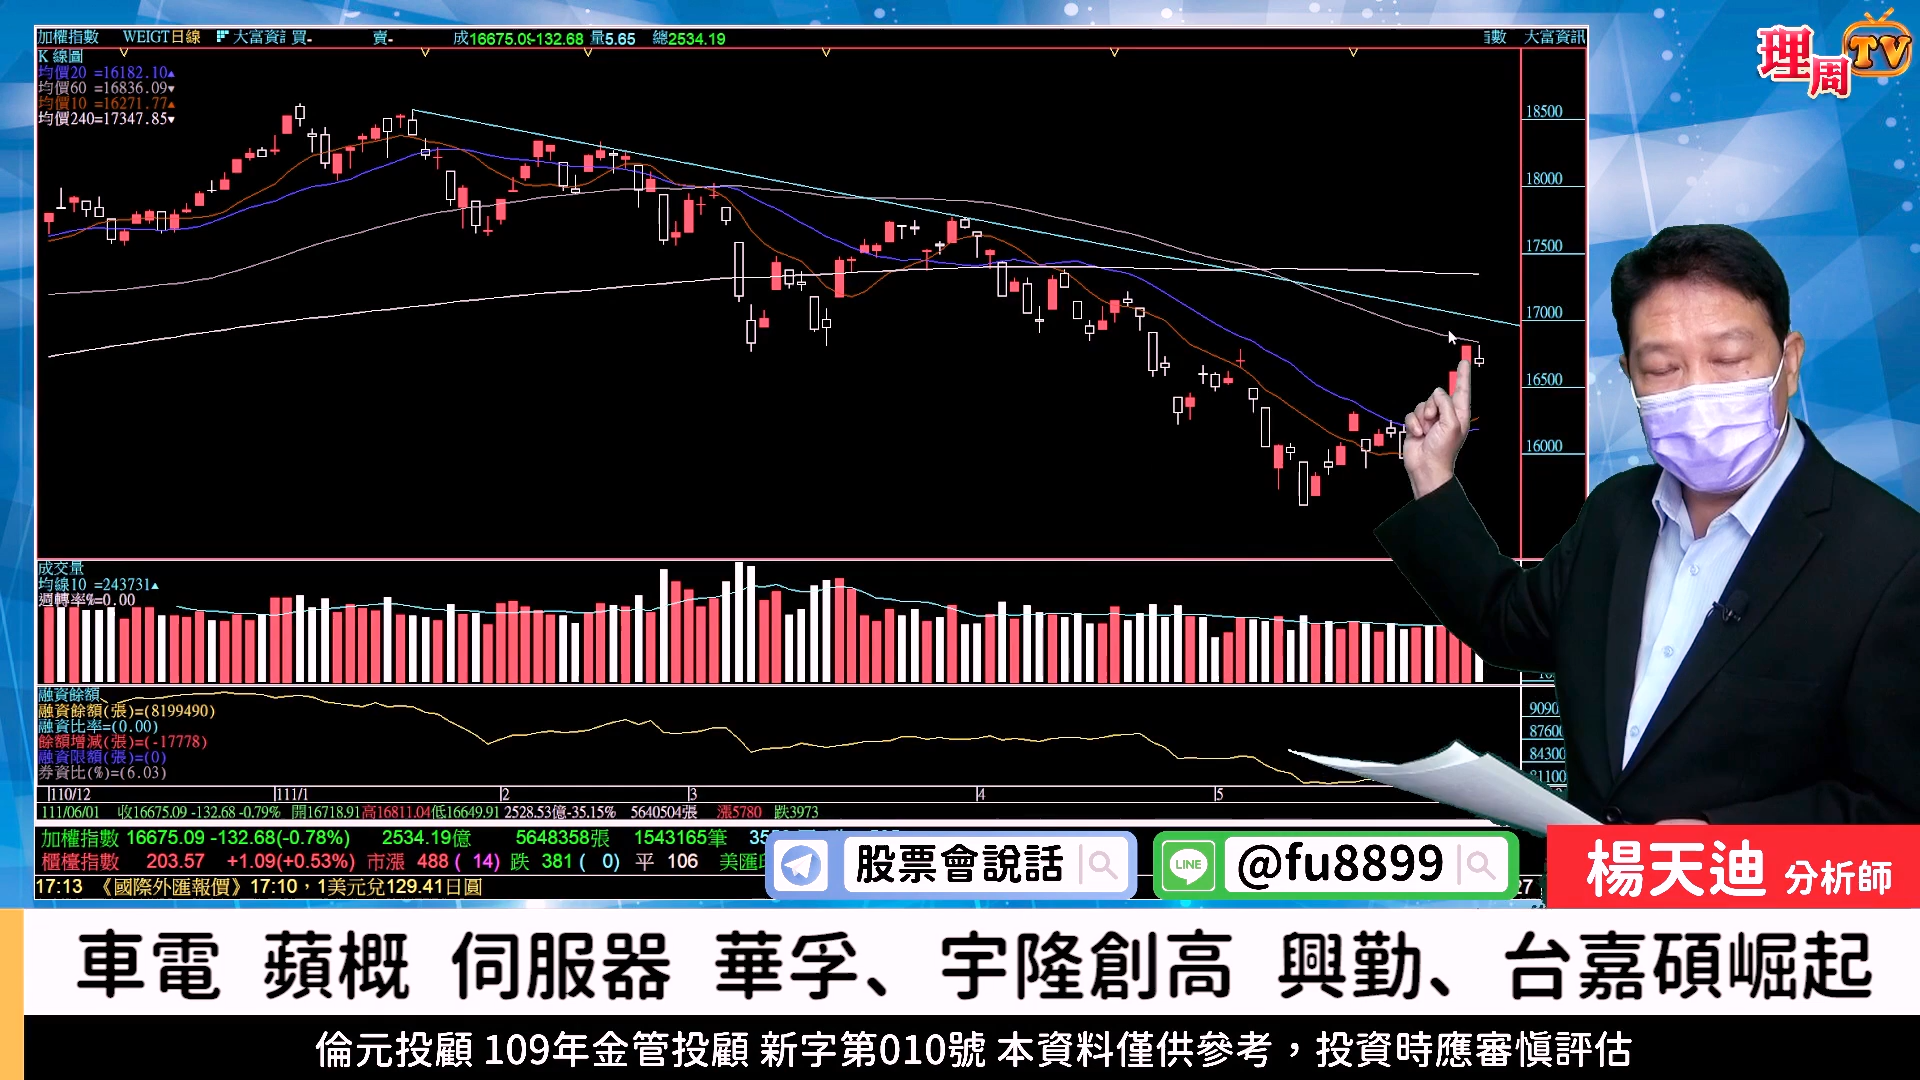 加權指數 WEIGT日線 大富資訊 買- 賣- 成16675.09 -132.68 量5.65 總2534.19 指數 大富資訊
理周TV
K 線圖
均價20 =16182.10▲
均價60 =16836.09▼
均價10 =16271.77▲
均價240=17347.85▼
18500
18000
17500
17000
16500
16000
成交量
均線10 =243731▲
週轉率%=0.00
融資餘額
融資餘額(張)=(8199490)
融資比率=(0.00)
餘額增減(張)=(-17778)
融資限額(張)=(0)
券資比(%)=(6.03)
9090
87600
84300
81100
110/12 111/1 2 3 4 5
111/06/01 收16675.09 -132.68 -0.79% 開16718.91高16811.04低16649.91 2528.53億-35.15% 5640504張 漲5780 跌3973
加權指數 16675.09 -132.68(-0.78%) 2534.19億 5648358張 1543165筆
櫃檯指數 203.57 +1.09(+0.53%) 市漲 488 ( 14) 跌 381 ( 0) 平 106
17:13 《國際外匯報價》17:10，1美元兌129.41日圓
股票會說話
LINE @fu8899
楊天迪 分析師
車電 蘋概 伺服器 華孚、宇隆創高 興勤、台嘉碩崛起
倫元投顧 109年金管投顧 新字第010號 本資料僅供參考，投資時應審慎評估